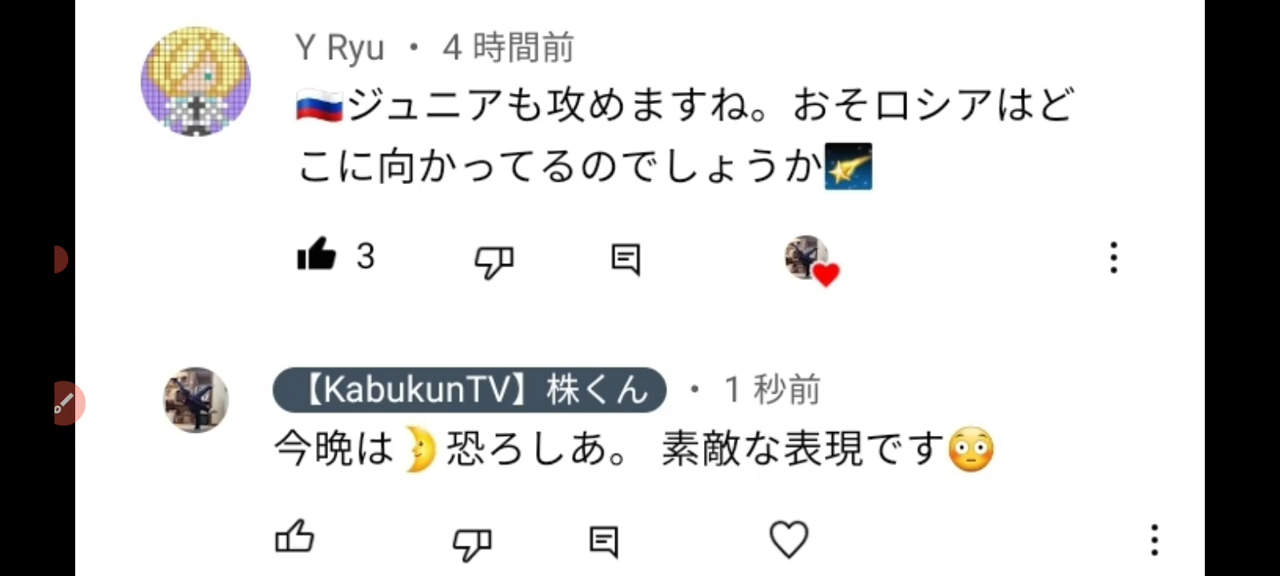 Y Ryu ・ 4 時間前
🇷🇺ジュニアも攻めますね。おそロシアはど
こに向かってるのでしょうか🌠
3
【KabukunTV】株くん ・ 1 秒前
今晩は🌛恐ろしあ。 素敵な表現です😳